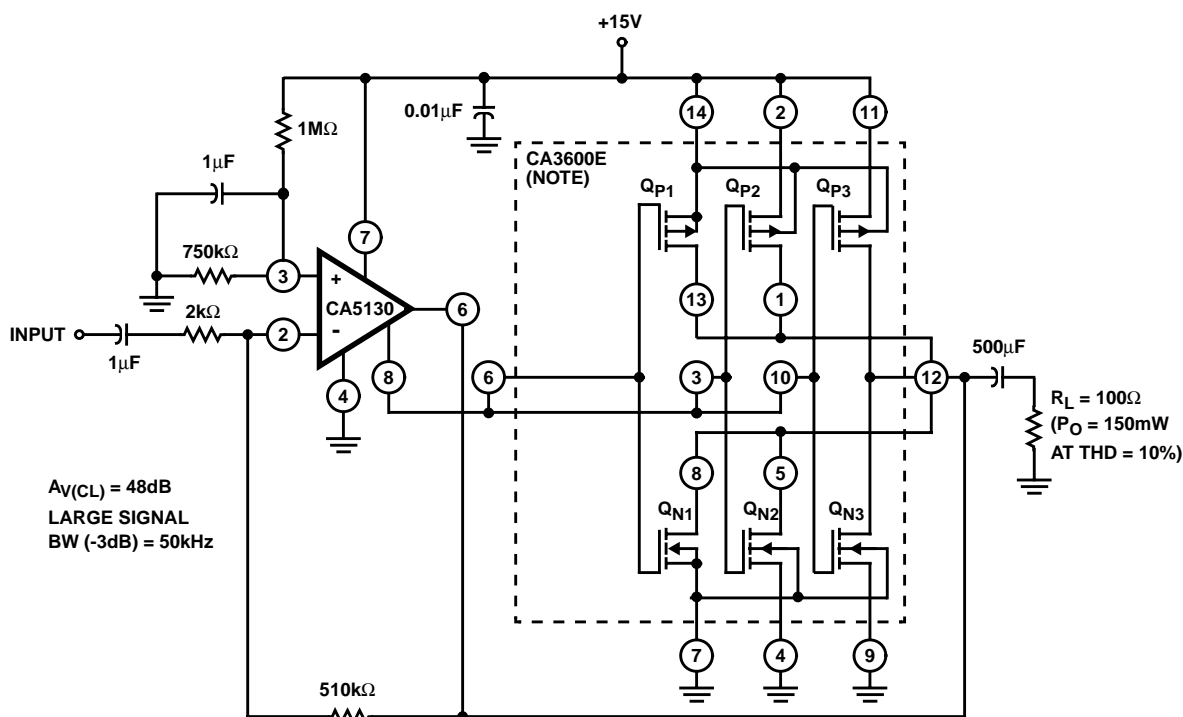 +15V
0.01μF
1MΩ
1μF
750kΩ
2kΩ
INPUT
1μF
3
2
+
-
CA5130
7
4
8
6
CA3600E
(NOTE)
14
2
11
QP1
QP2
QP3
13
1
6
3
10
12
500μF
RL = 100Ω
(PO = 150mW
AT THD = 10%)
8
5
QN1
QN2
QN3
7
4
9
AV(CL) = 48dB
LARGE SIGNAL
BW (-3dB) = 50kHz
510kΩ